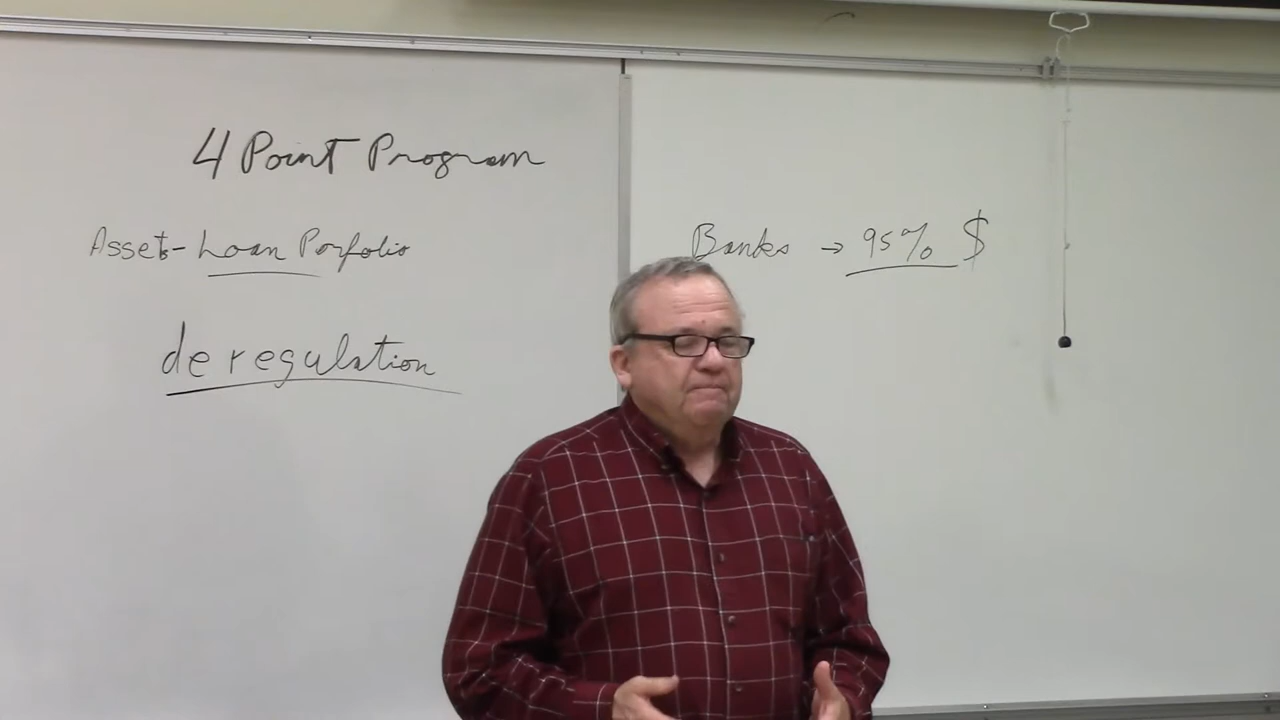 4 Point Program
Assets-Loan Porfolio
Banks → 95% $
deregulation